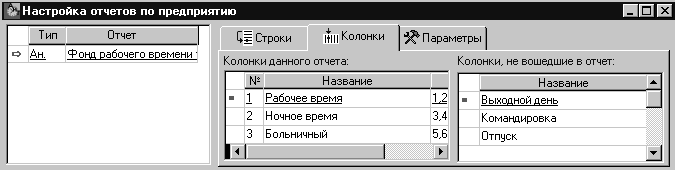 Настройка отчетов по предприятию
Тип Отчет
Ан. Фонд рабочего времени
Строки Колонки Параметры
Колонки данного отчета:
№ Название
1 Рабочее время 1,2
2 Ночное время 3,4
3 Больничный 5,6
Колонки, не вошедшие в отчет:
Название
Выходной день
Командировка
Отпуск